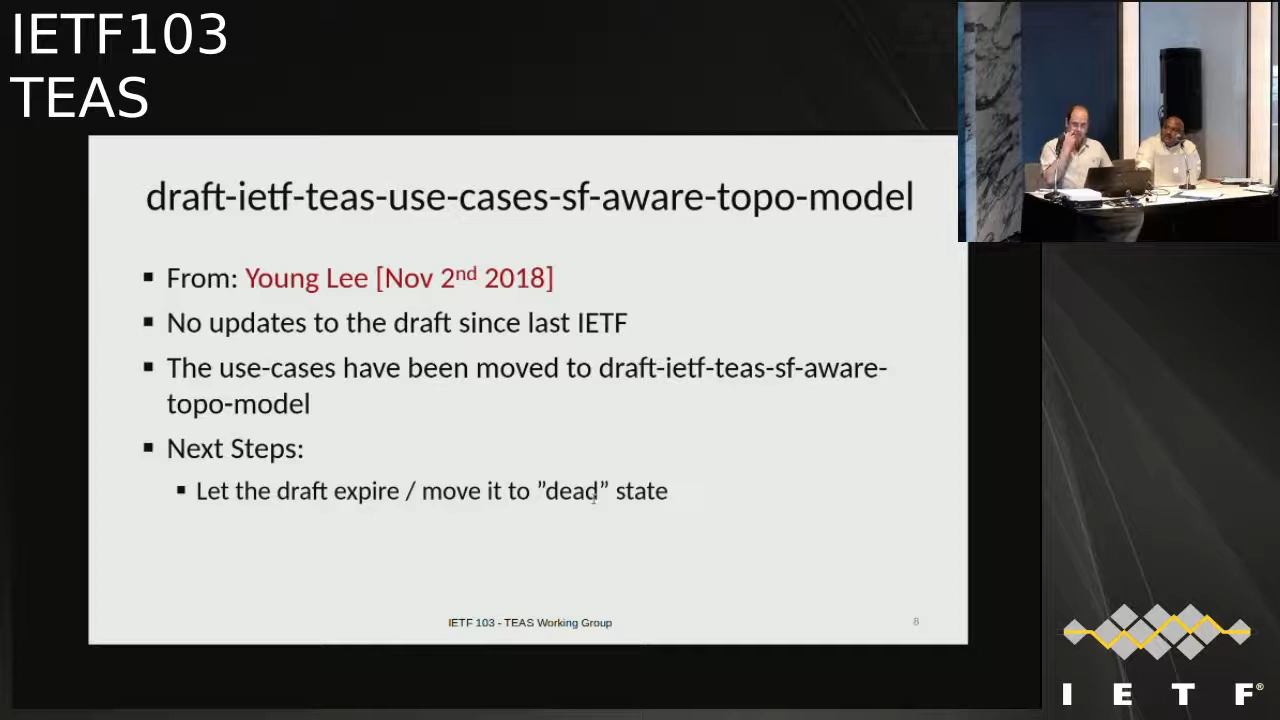 IETF103
TEAS
draft-ietf-teas-use-cases-sf-aware-topo-model
▪ From: Young Lee [Nov 2nd 2018]
▪ No updates to the draft since last IETF
▪ The use-cases have been moved to draft-ietf-teas-sf-aware-
topo-model
▪ Next Steps:
▪ Let the draft expire / move it to ”dead” state
IETF 103 - TEAS Working Group
8
I E T F®